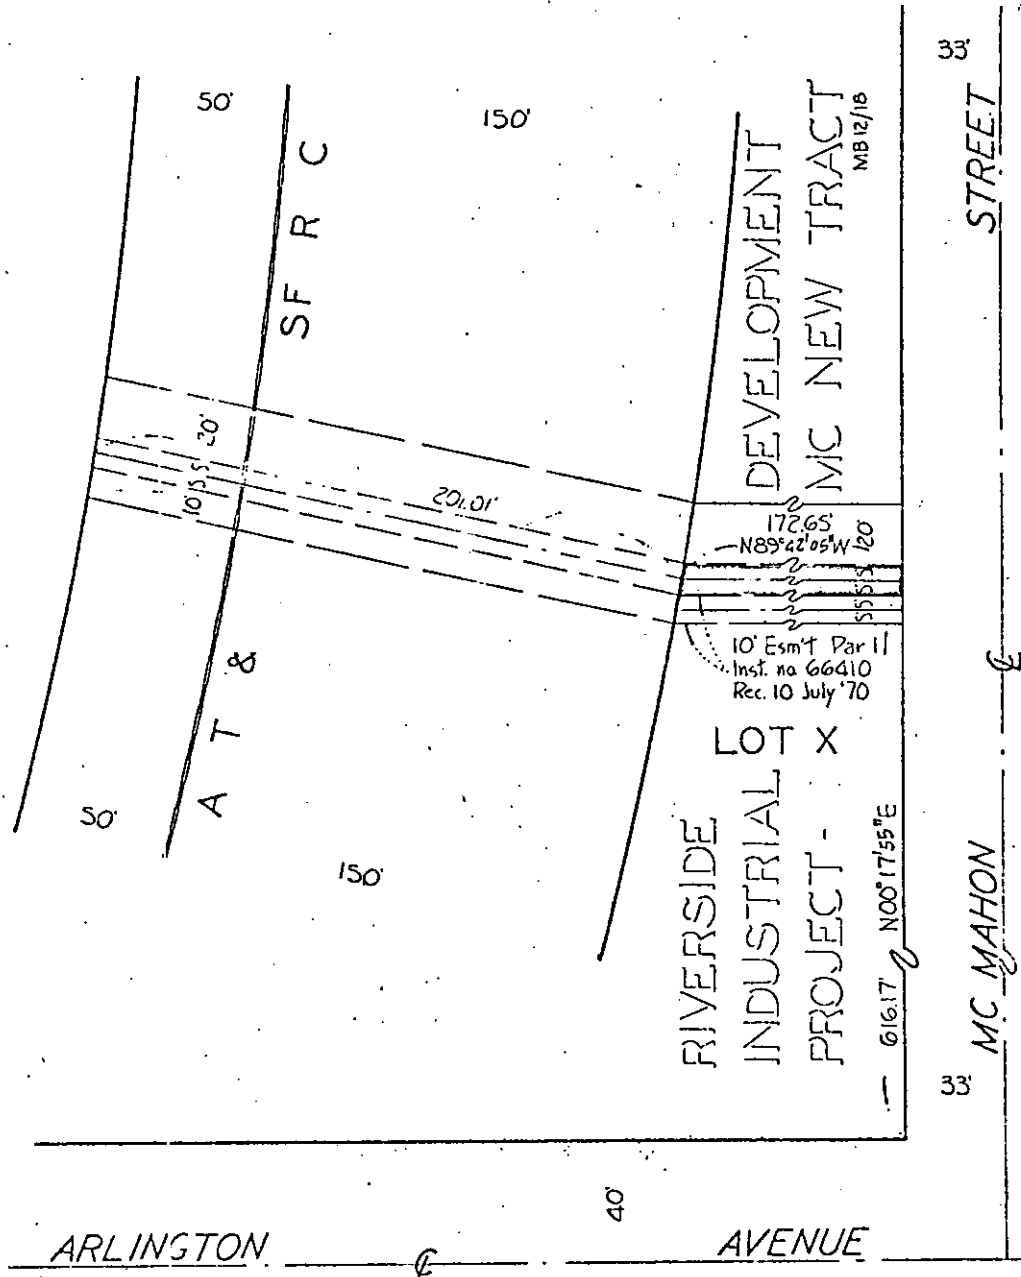 33'
50'
150'
STREET
DEVELOPMENT
MC NEW TRACT
MB 12/18
AT & SF R C
20'
5' 5'
10'
201.01'
172.65'
N89°42'05"W
20'
5' 5' 5' 5'
10' Esm't Par 11
Inst. no 66410
Rec. 10 July '70
LOT X
50'
150'
RIVERSIDE
INDUSTRIAL
PROJECT -
616.17' N00°17'55"E
MC MAHON
33'
40'
ARLINGTON AVENUE